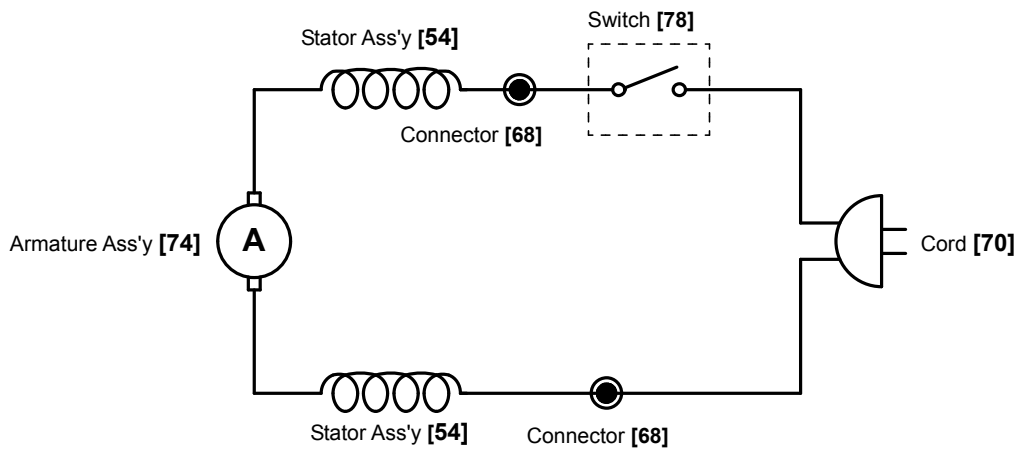 Switch [78]
Stator Ass'y [54]
Connector [68]
Armature Ass'y [74]
A
Cord [70]
Stator Ass'y [54]
Connector [68]